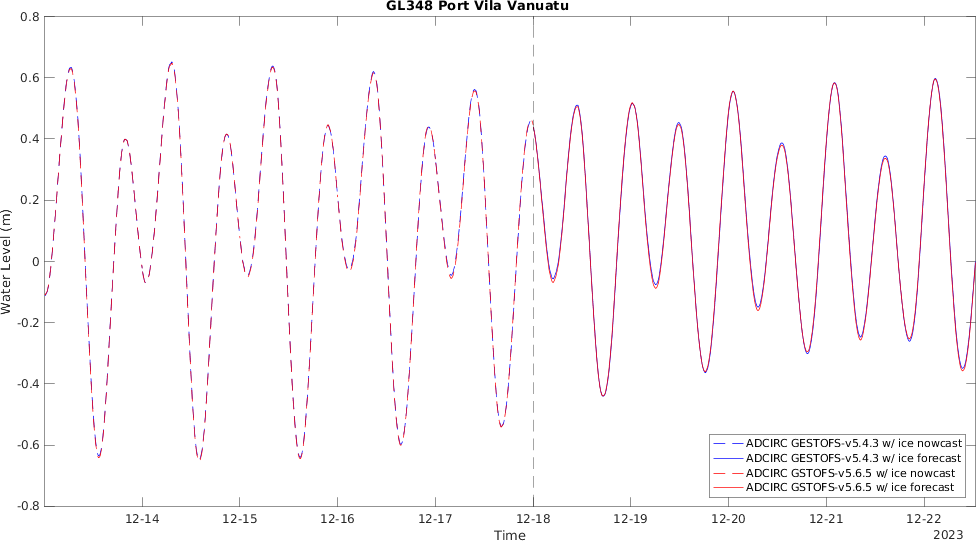 GL348 Port Vila Vanuatu
0.8
0.6
0.4
0.2
0
-0.2
-0.4
-0.6
-0.8
Water Level (m)
12-14 12-15 12-16 12-17 12-18 12-19 12-20 12-21 12-22
Time
2023
ADCIRC GESTOFS-v5.4.3 w/ ice nowcast
ADCIRC GESTOFS-v5.4.3 w/ ice forecast
ADCIRC GSTOFS-v5.6.5 w/ ice nowcast
ADCIRC GSTOFS-v5.6.5 w/ ice forecast